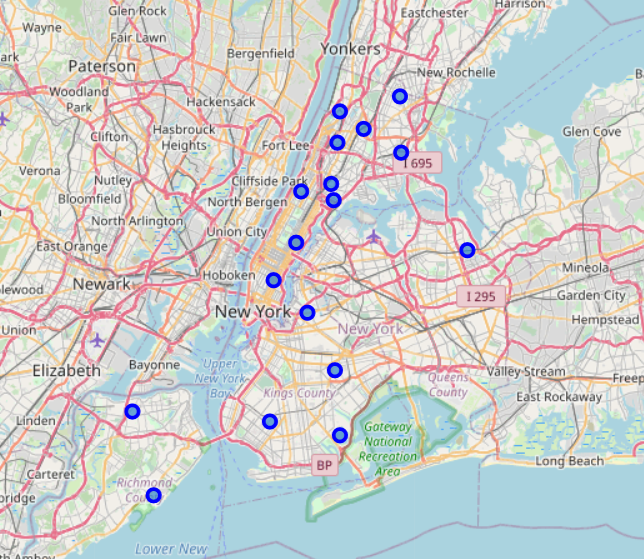 Glen Rock
Harrison
Eastchester
Wayne
Fair Lawn
Yonkers
Bergenfield
Paterson
New Rochelle
Woodland
Park
Hackensack
Glen Cove
Clifton
Hasbrouck
Heights
Fort Lee
I 695
Verona
Nutley
Cliffside Park
Bloomfield
North Bergen
North Arlington
Union City
East Orange
Mineola
Hoboken
Newark
I 295
Garden City
New York
Hempstead
Union
New York
Upper
New York
Bay
Bayonne
Elizabeth
Valley Stream
Queens
County
Freep
Kings County
East Rockaway
Linden
Gateway
National
Recreation
Area
BP
Long Beach
Carteret
Richmond
Lower New